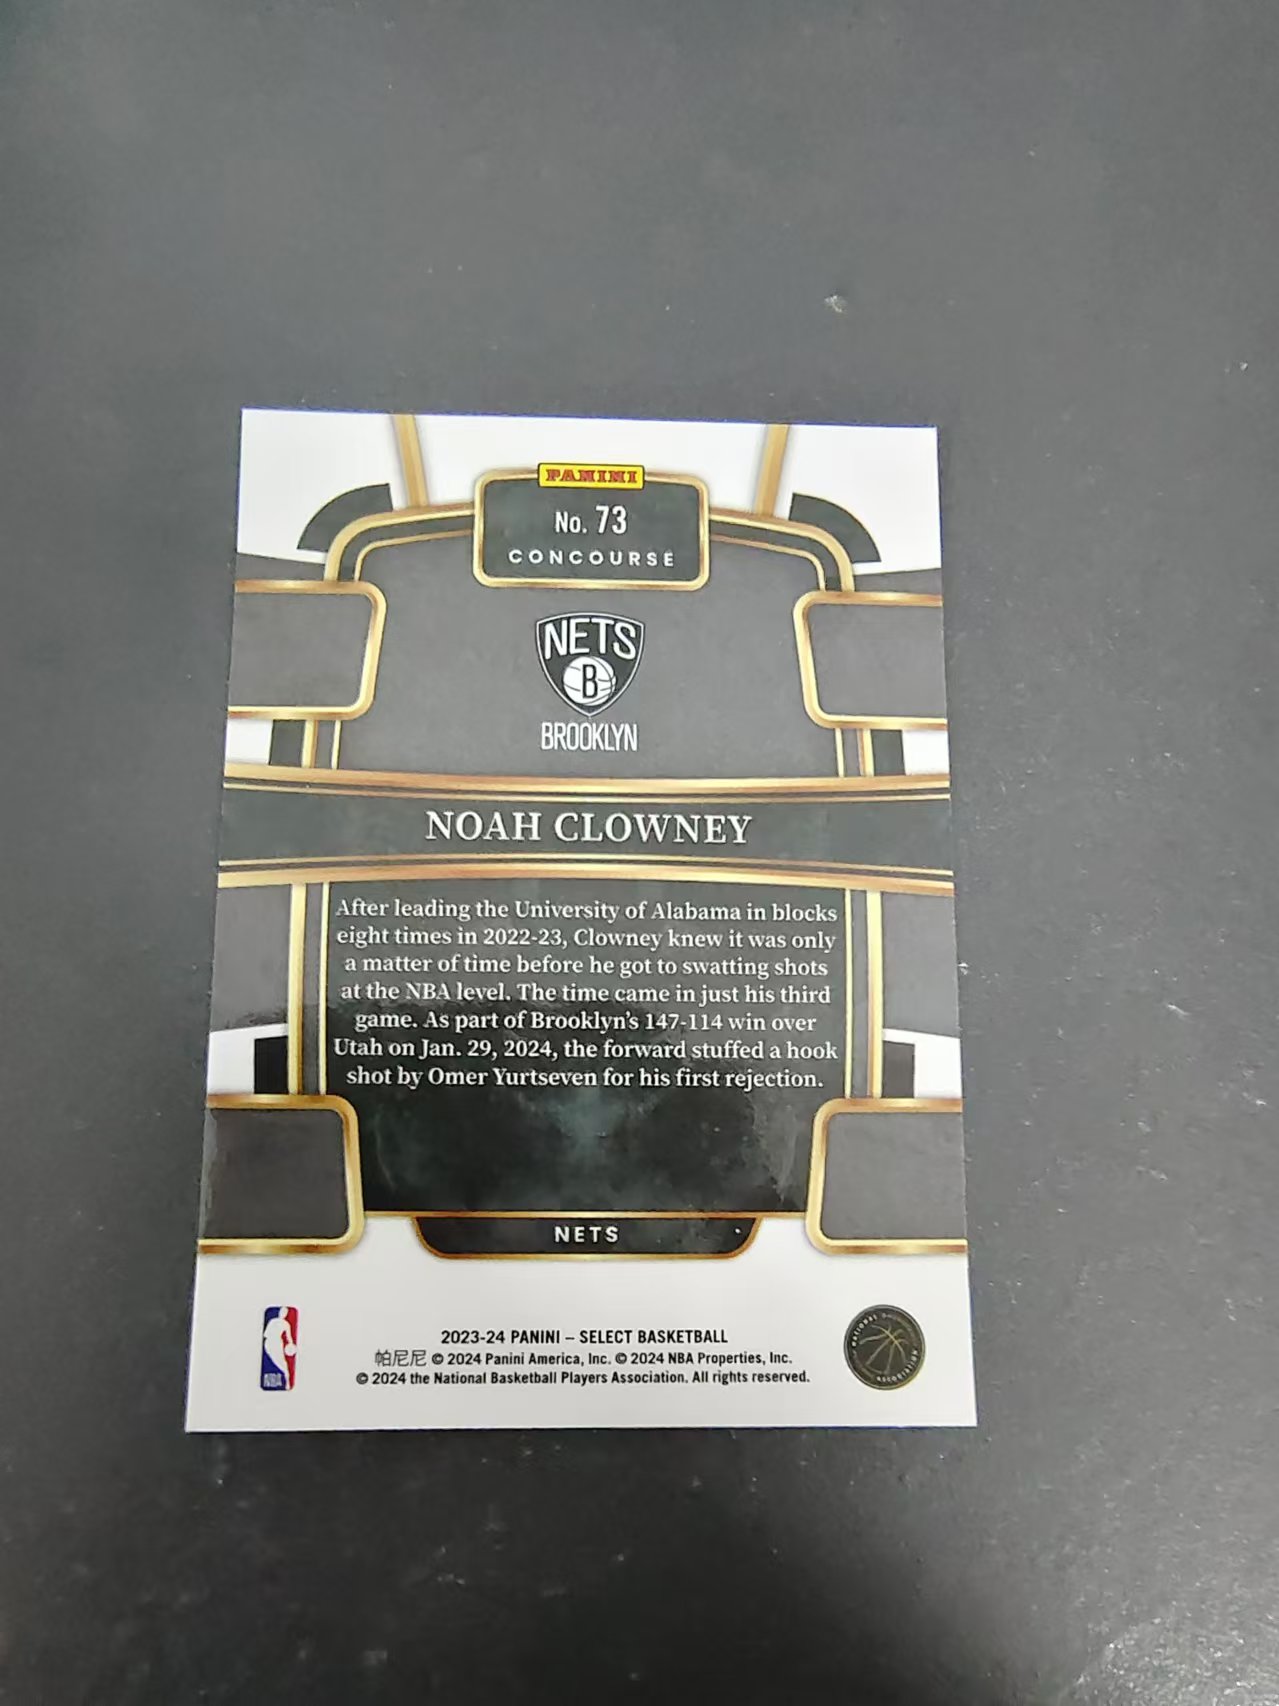 PANINI
No. 73
CONCOURSE
NETS
B
BROOKLYN
NOAH CLOWNEY
After leading the University of Alabama in blocks
eight times in 2022-23, Clowney knew it was only
a matter of time before he got to swatting shots
at the NBA level. The time came in just his third
game. As part of Brooklyn's 147-114 win over
Utah on Jan. 29, 2024, the forward stuffed a hook
shot by Omer Yurtseven for his first rejection.
NETS
NBA
2023-24 PANINI – SELECT BASKETBALL
帕尼尼 © 2024 Panini America, Inc. © 2024 NBA Properties, Inc.
© 2024 the National Basketball Players Association. All rights reserved.